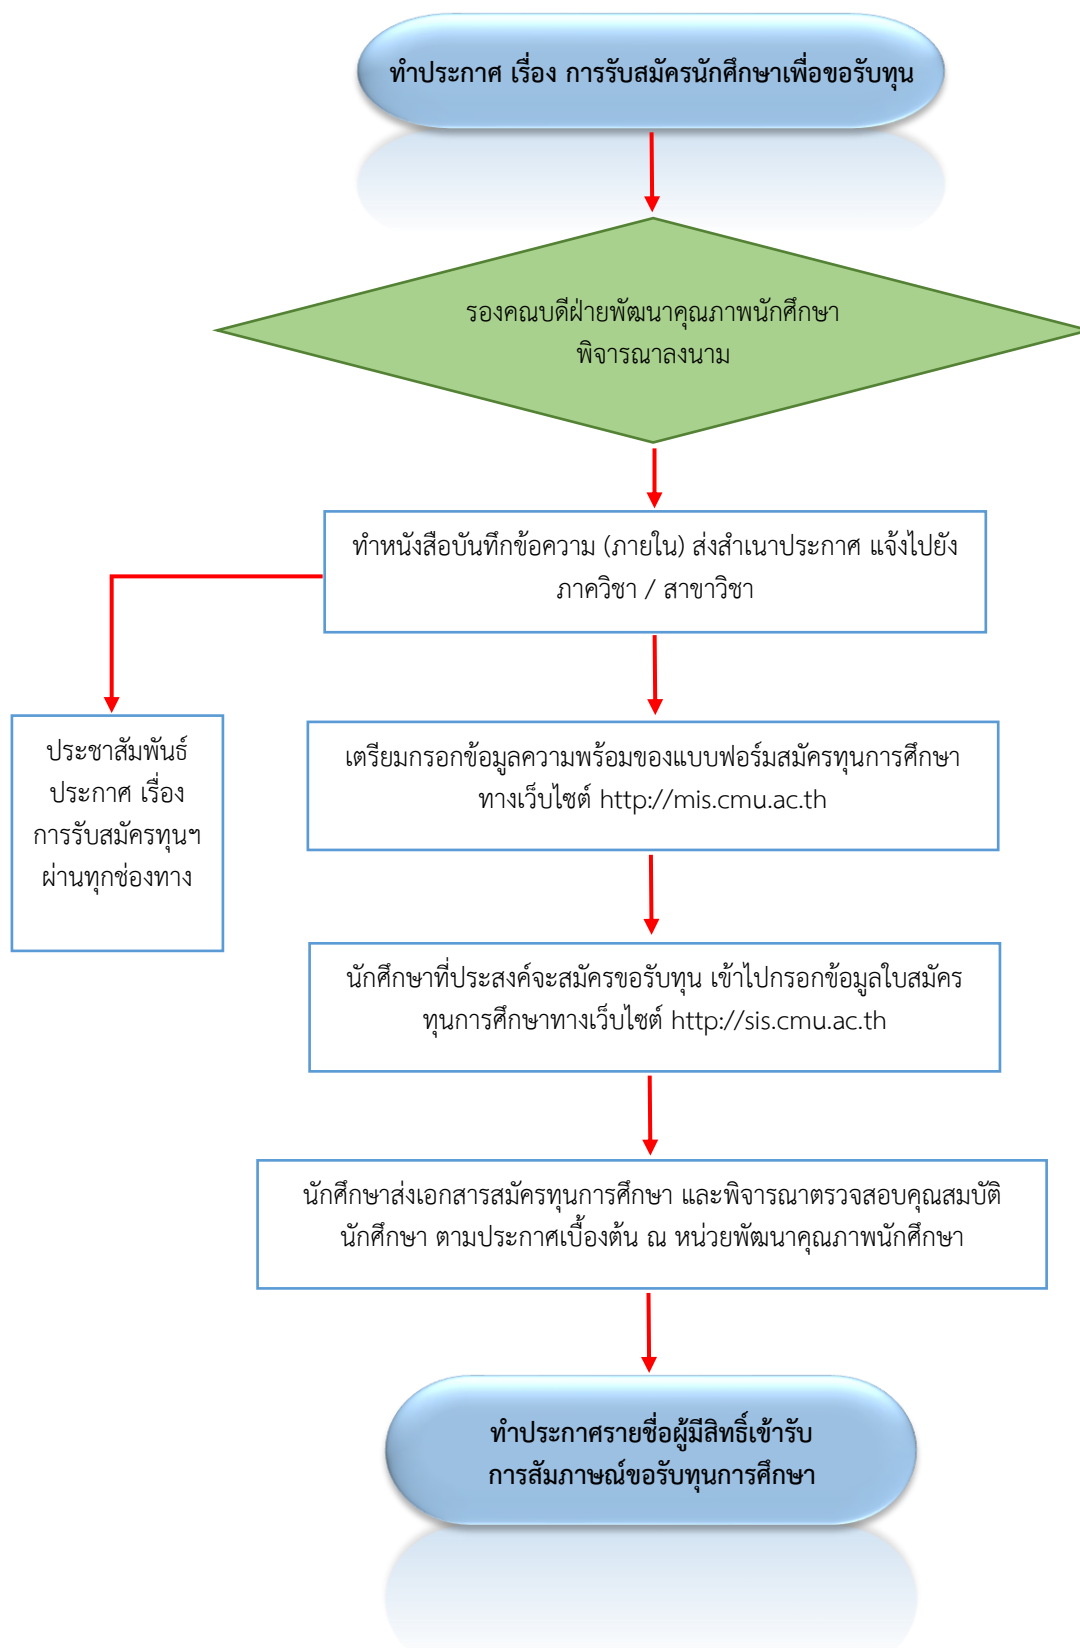 ทำประกาศ เรื่อง การรับสมัครนักศึกษาเพื่อขอรับทุน
รองคณบดีฝ่ายพัฒนาคุณภาพนักศึกษา
พิจารณาลงนาม
ทำหนังสือบันทึกข้อความ (ภายใน) ส่งสำเนาประกาศ แจ้งไปยัง
ภาควิชา / สาขาวิชา
ประชาสัมพันธ์
ประกาศ เรื่อง
การรับสมัครทุนฯ
ผ่านทุกช่องทาง
เตรียมกรอกข้อมูลความพร้อมของแบบฟอร์มสมัครทุนการศึกษา
ทางเว็บไซต์ http://mis.cmu.ac.th
นักศึกษาที่ประสงค์จะสมัครขอรับทุน เข้าไปกรอกข้อมูลใบสมัคร
ทุนการศึกษาทางเว็บไซต์ http://sis.cmu.ac.th
นักศึกษาส่งเอกสารสมัครทุนการศึกษา และพิจารณาตรวจสอบคุณสมบัติ
นักศึกษา ตามประกาศเบื้องต้น ณ หน่วยพัฒนาคุณภาพนักศึกษา
ทำประกาศรายชื่อผู้มีสิทธิ์เข้ารับ
การสัมภาษณ์ขอรับทุนการศึกษา